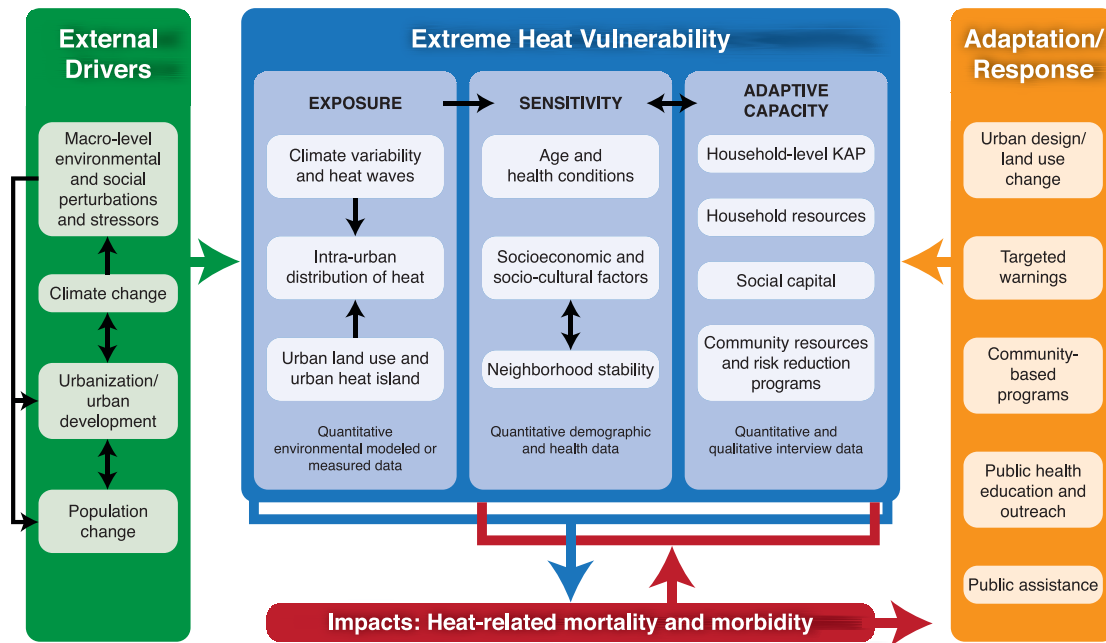 External
Drivers
Macro-level
environmental
and social
perturbations
and stressors
Climate change
Urbanization/
urban
development
Population
change
Extreme Heat Vulnerability
EXPOSURE
Climate variability
and heat waves
Intra-urban
distribution of heat
Urban land use and
urban heat island
Quantitative
environmental modeled or
measured data
SENSITIVITY
Age and
health conditions
Socioeconomic and
socio-cultural factors
Neighborhood stability
Quantitative demographic
and health data
ADAPTIVE
CAPACITY
Household-level KAP
Household resources
Social capital
Community resources
and risk reduction
programs
Quantitative and
qualitative interview data
Impacts: Heat-related mortality and morbidity
Adaptation/
Response
Urban design/
land use
change
Targeted
warnings
Community-
based
programs
Public health
education and
outreach
Public assistance